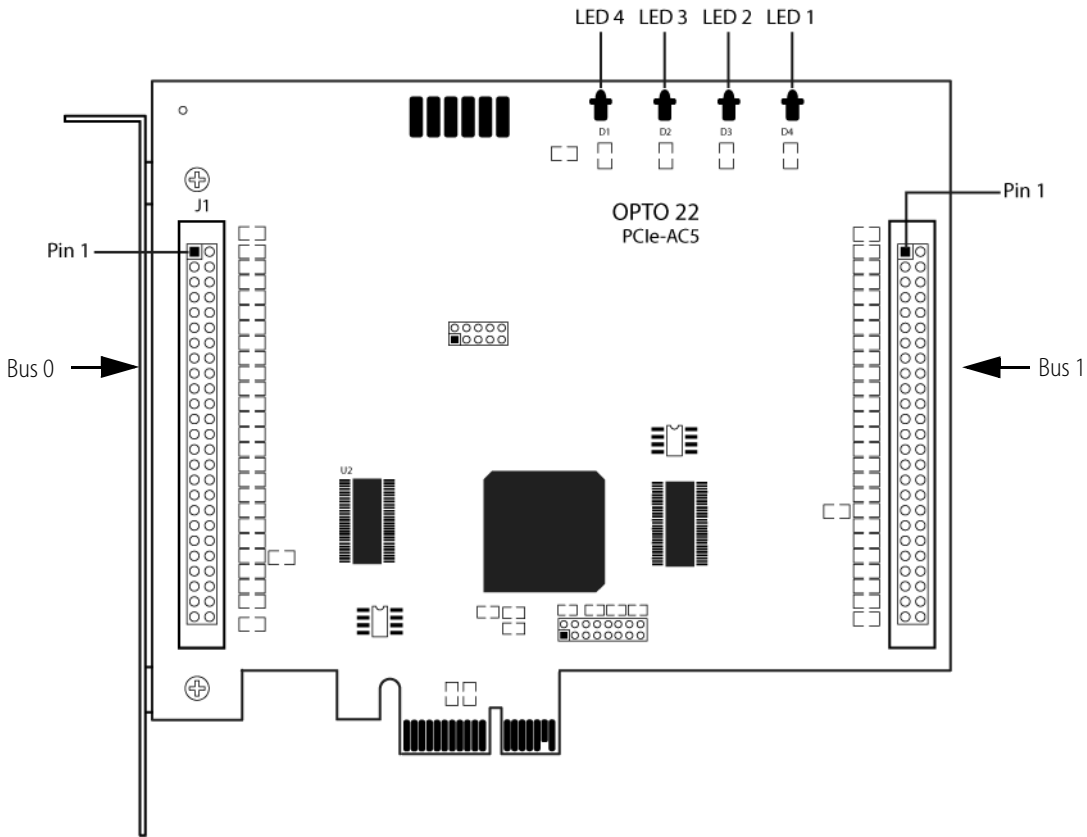 LED 4 LED 3 LED 2 LED 1
D1 D2 D3 D4
J1
Pin 1
OPTO 22
PCIe-AC5
Pin 1
Bus 0
Bus 1
U2